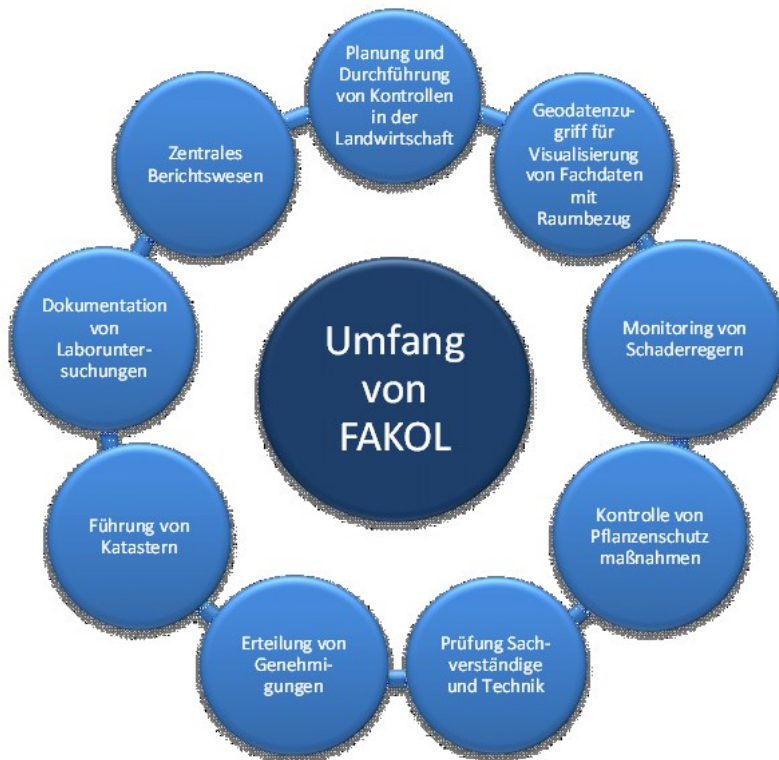 Planung und
Durchführung
von Kontrollen
in der
Landwirtschaft
Geodatenzu-
griff für
Visualisierung
von Fachdaten
mit
Raumbezug
Monitoring von
Schaderregern
Kontrolle von
Pflanzenschutz
maßnahmen
Prüfung Sach-
verständige
und Technik
Erteilung von
Genehmi-
gungen
Führung von
Katastern
Dokumentation
von
Laborunter-
suchungen
Zentrales
Berichtswesen
Umfang
von
FAKOL